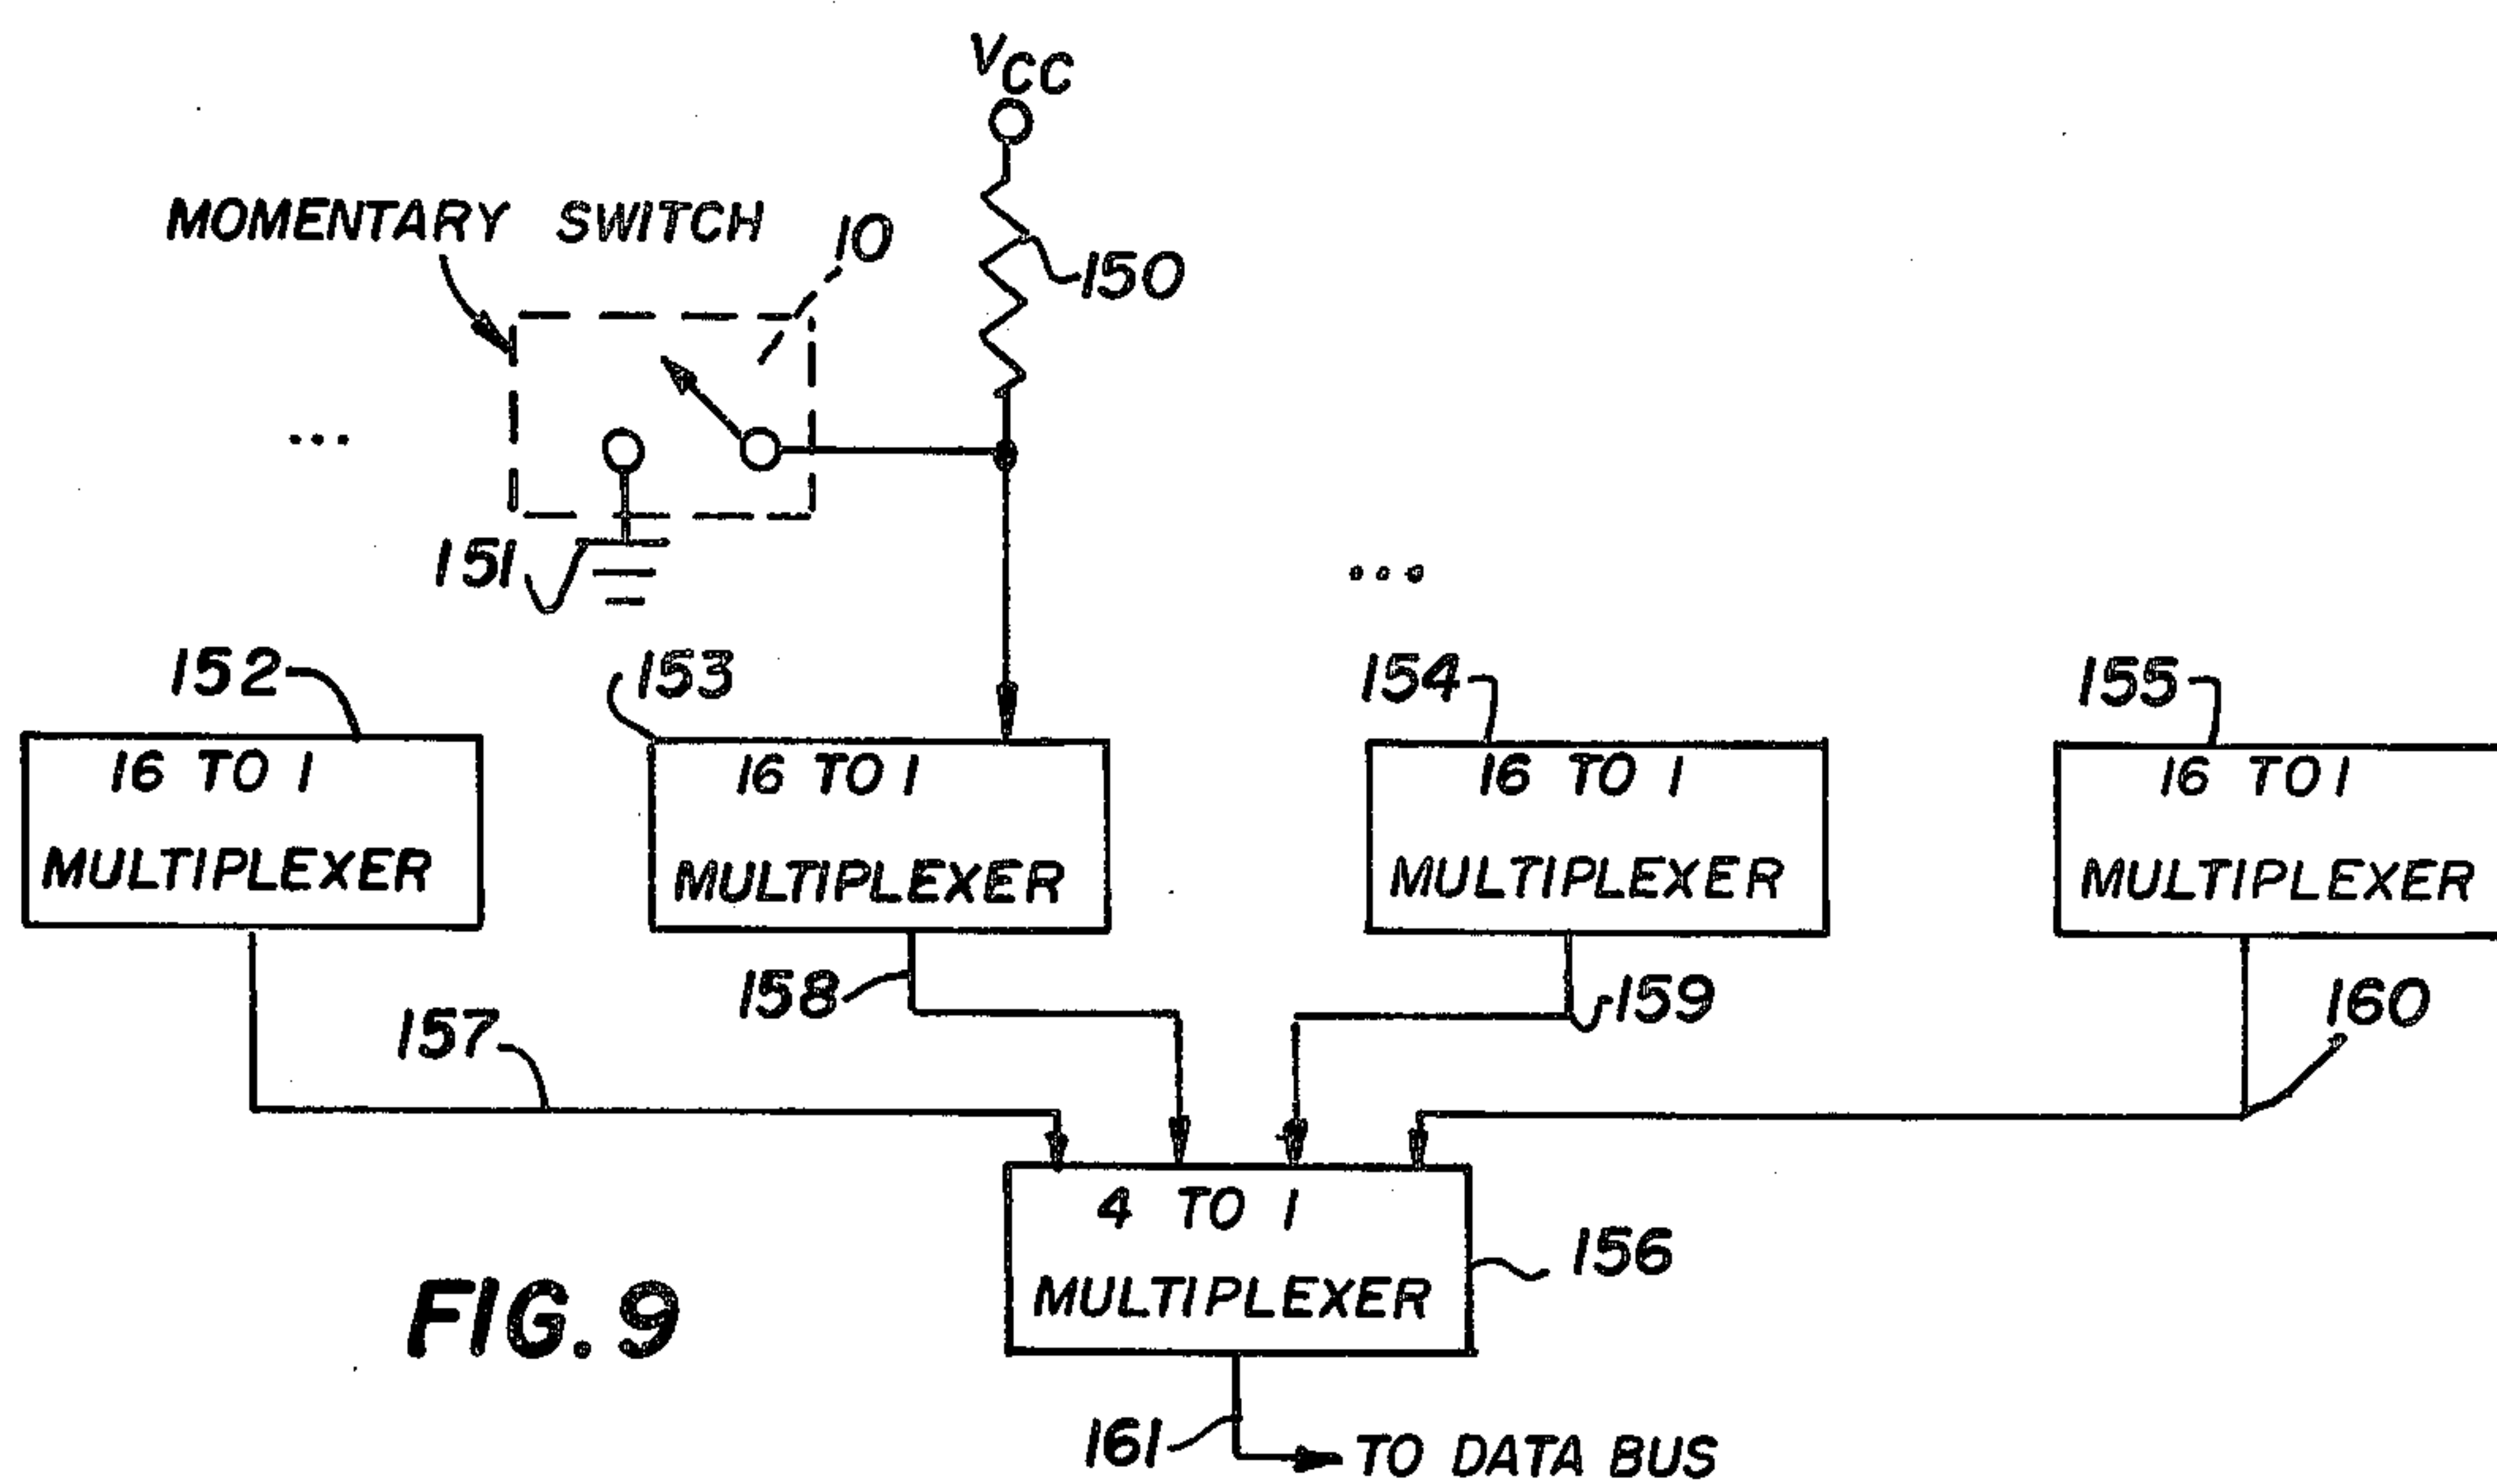 VCC
MOMENTARY SWITCH
10
150
...
151
...
152
153
154
155
16 TO 1
MULTIPLEXER
16 TO 1
MULTIPLEXER
16 TO 1
MULTIPLEXER
16 TO 1
MULTIPLEXER
158
159
157
160
4 TO 1
MULTIPLEXER
156
FIG. 9
161
TO DATA BUS